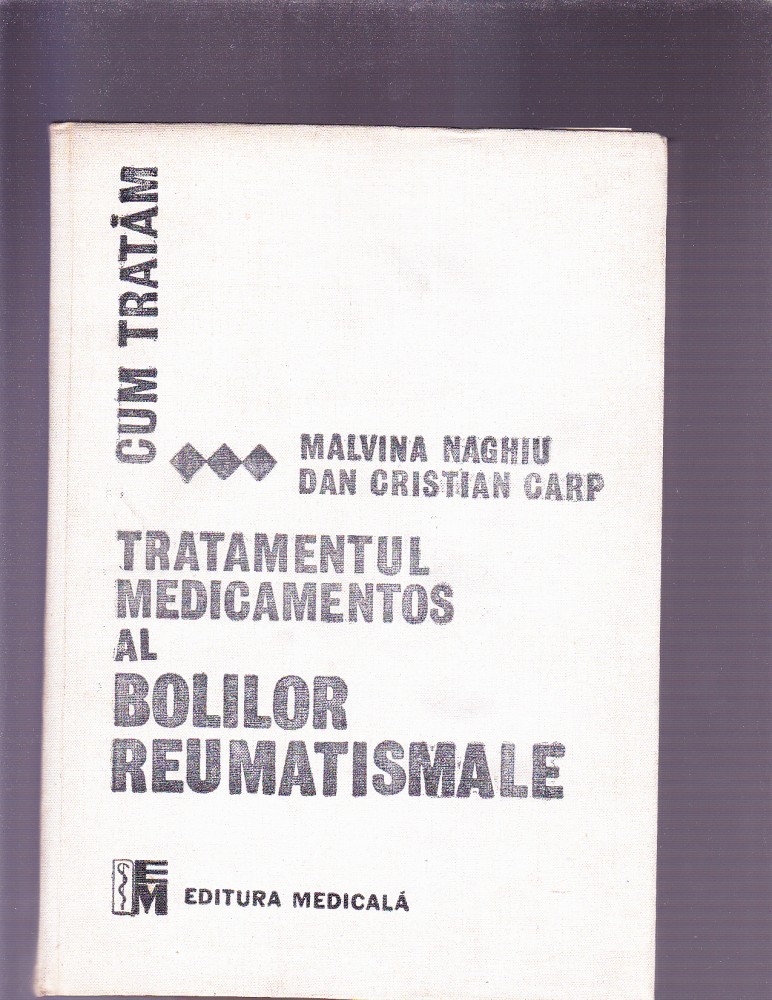 CUM TRATĂM
MALVINA NAGHIU
DAN CRISTIAN CARP
TRATAMENTUL
MEDICAMENTOS
AL
BOLILOR
REUMATISMALE
EM
EDITURA MEDICALĂ